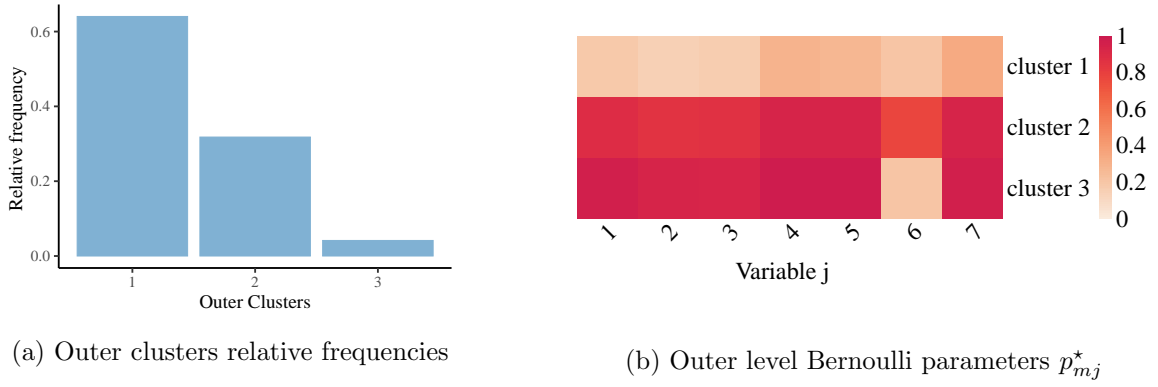 0.6
0.4
0.2
0.0
Relative frequency
1 2 3
Outer Clusters
(a) Outer clusters relative frequencies
cluster 1
cluster 2
cluster 3
1
0.8
0.6
0.4
0.2
0
1 2 3 4 5 6 7
Variable j
(b) Outer level Bernoulli parameters $p^{\star}_{mj}$